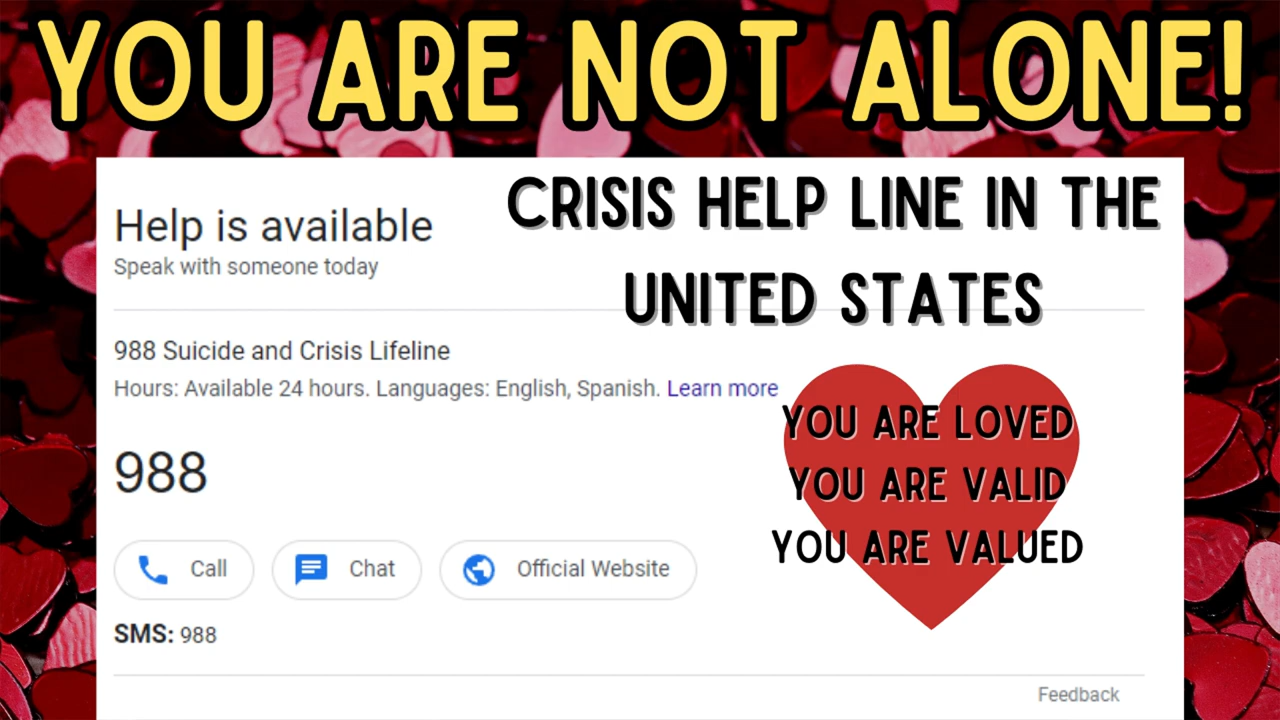 YOU ARE NOT ALONE!
CRISIS HELP LINE IN THE
UNITED STATES
Help is available
Speak with someone today
988 Suicide and Crisis Lifeline
Hours: Available 24 hours. Languages: English, Spanish. Learn more
988
Call Chat Official Website
SMS: 988
YOU ARE LOVED
YOU ARE VALID
YOU ARE VALUED
Feedback